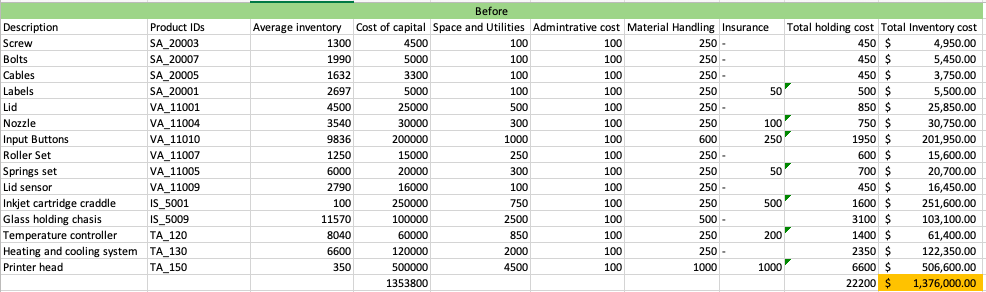 Before
Description Product IDs Average inventory Cost of capital Space and Utilities Admintrative cost Material Handling Insurance Total holding cost Total Inventory cost
Screw SA_20003 1300 4500 100 100 250 - 450 $ 4,950.00
Bolts SA_20007 1990 5000 100 100 250 - 450 $ 5,450.00
Cables SA_20005 1632 3300 100 100 250 - 450 $ 3,750.00
Labels SA_20001 2697 5000 100 100 250 50 500 $ 5,500.00
Lid VA_11001 4500 25000 500 100 250 - 850 $ 25,850.00
Nozzle VA_11004 3540 30000 300 100 250 100 750 $ 30,750.00
Input Buttons VA_11010 9836 200000 1000 100 600 250 1950 $ 201,950.00
Roller Set VA_11007 1250 15000 250 100 250 - 600 $ 15,600.00
Springs set VA_11005 6000 20000 300 100 250 50 700 $ 20,700.00
Lid sensor VA_11009 2790 16000 100 100 250 - 450 $ 16,450.00
Inkjet cartridge craddle IS_5001 100 250000 750 100 250 500 1600 $ 251,600.00
Glass holding chasis IS_5009 11570 100000 2500 100 500 - 3100 $ 103,100.00
Temperature controller TA_120 8040 60000 850 100 250 200 1400 $ 61,400.00
Heating and cooling system TA_130 6600 120000 2000 100 250 - 2350 $ 122,350.00
Printer head TA_150 350 500000 4500 100 1000 1000 6600 $ 506,600.00
1353800 22200 $ 1,376,000.00